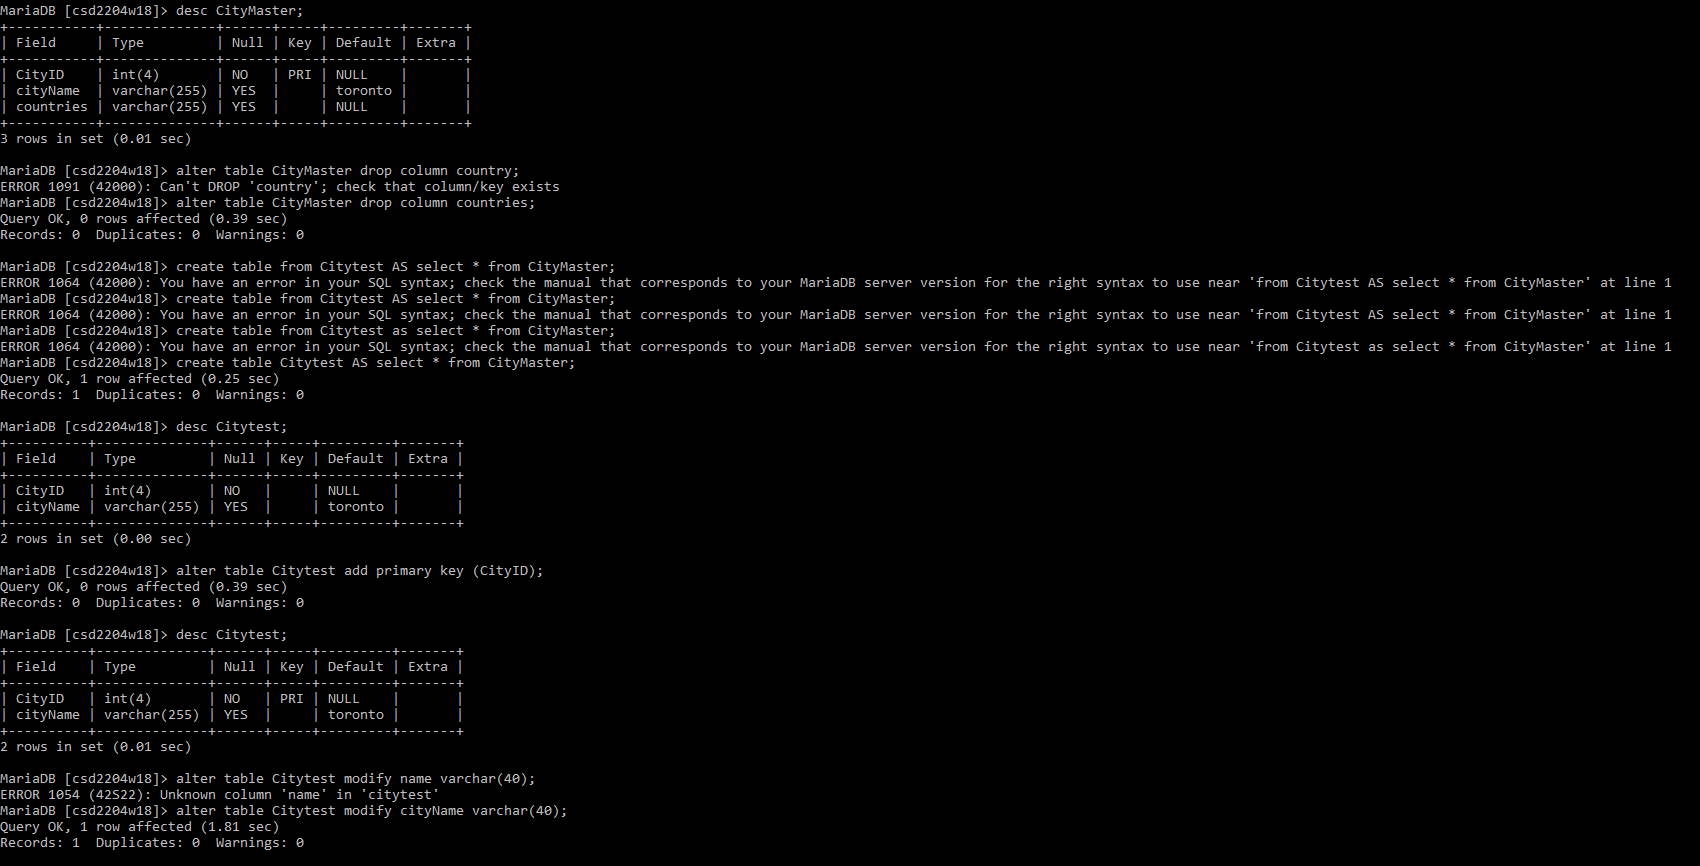 MariaDB [csd2204w18]> desc CityMaster;
+-----------+--------------+------+-----+---------+-------+
| Field     | Type         | Null | Key | Default | Extra |
+-----------+--------------+------+-----+---------+-------+
| CityID    | int(4)       | NO   | PRI | NULL    |       |
| cityName  | varchar(255) | YES  |     | toronto |       |
| countries | varchar(255) | YES  |     | NULL    |       |
+-----------+--------------+------+-----+---------+-------+
3 rows in set (0.01 sec)

MariaDB [csd2204w18]> alter table CityMaster drop column country;
ERROR 1091 (42000): Can't DROP 'country'; check that column/key exists
MariaDB [csd2204w18]> alter table CityMaster drop column countries;
Query OK, 0 rows affected (0.39 sec)
Records: 0  Duplicates: 0  Warnings: 0

MariaDB [csd2204w18]> create table from Citytest AS select * from CityMaster;
ERROR 1064 (42000): You have an error in your SQL syntax; check the manual that corresponds to your MariaDB server version for the right syntax to use near 'from Citytest AS select * from CityMaster' at line 1
MariaDB [csd2204w18]> create table from Citytest AS select * from CityMaster;
ERROR 1064 (42000): You have an error in your SQL syntax; check the manual that corresponds to your MariaDB server version for the right syntax to use near 'from Citytest AS select * from CityMaster' at line 1
MariaDB [csd2204w18]> create table from Citytest as select * from CityMaster;
ERROR 1064 (42000): You have an error in your SQL syntax; check the manual that corresponds to your MariaDB server version for the right syntax to use near 'from Citytest as select * from CityMaster' at line 1
MariaDB [csd2204w18]> create table Citytest AS select * from CityMaster;
Query OK, 1 row affected (0.25 sec)
Records: 1  Duplicates: 0  Warnings: 0

MariaDB [csd2204w18]> desc Citytest;
+----------+--------------+------+-----+---------+-------+
| Field    | Type         | Null | Key | Default | Extra |
+----------+--------------+------+-----+---------+-------+
| CityID   | int(4)       | NO   |     | NULL    |       |
| cityName | varchar(255) | YES  |     | toronto |       |
+----------+--------------+------+-----+---------+-------+
2 rows in set (0.00 sec)

MariaDB [csd2204w18]> alter table Citytest add primary key (CityID);
Query OK, 0 rows affected (0.39 sec)
Records: 0  Duplicates: 0  Warnings: 0

MariaDB [csd2204w18]> desc Citytest;
+----------+--------------+------+-----+---------+-------+
| Field    | Type         | Null | Key | Default | Extra |
+----------+--------------+------+-----+---------+-------+
| CityID   | int(4)       | NO   | PRI | NULL    |       |
| cityName | varchar(255) | YES  |     | toronto |       |
+----------+--------------+------+-----+---------+-------+
2 rows in set (0.01 sec)

MariaDB [csd2204w18]> alter table Citytest modify name varchar(40);
ERROR 1054 (42S22): Unknown column 'name' in 'citytest'
MariaDB [csd2204w18]> alter table Citytest modify cityName varchar(40);
Query OK, 1 row affected (1.81 sec)
Records: 1  Duplicates: 0  Warnings: 0